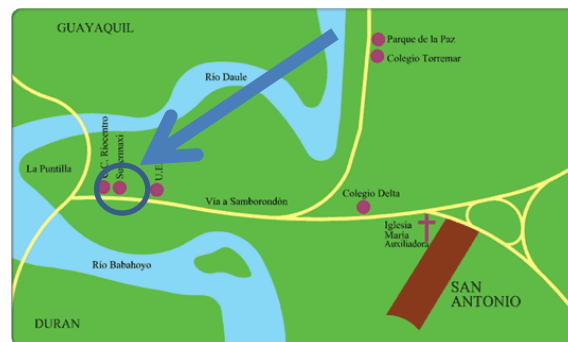 GUAYAQUIL
Parque de la Paz
Colegio Torremar
Río Daule
C.C. Riocentro
Supermaxi
La Puntilla
Vía a Samborondón
Colegio Delta
Iglesia
María
Auxiliadora
Río Babahoyo
SAN
ANTONIO
DURAN